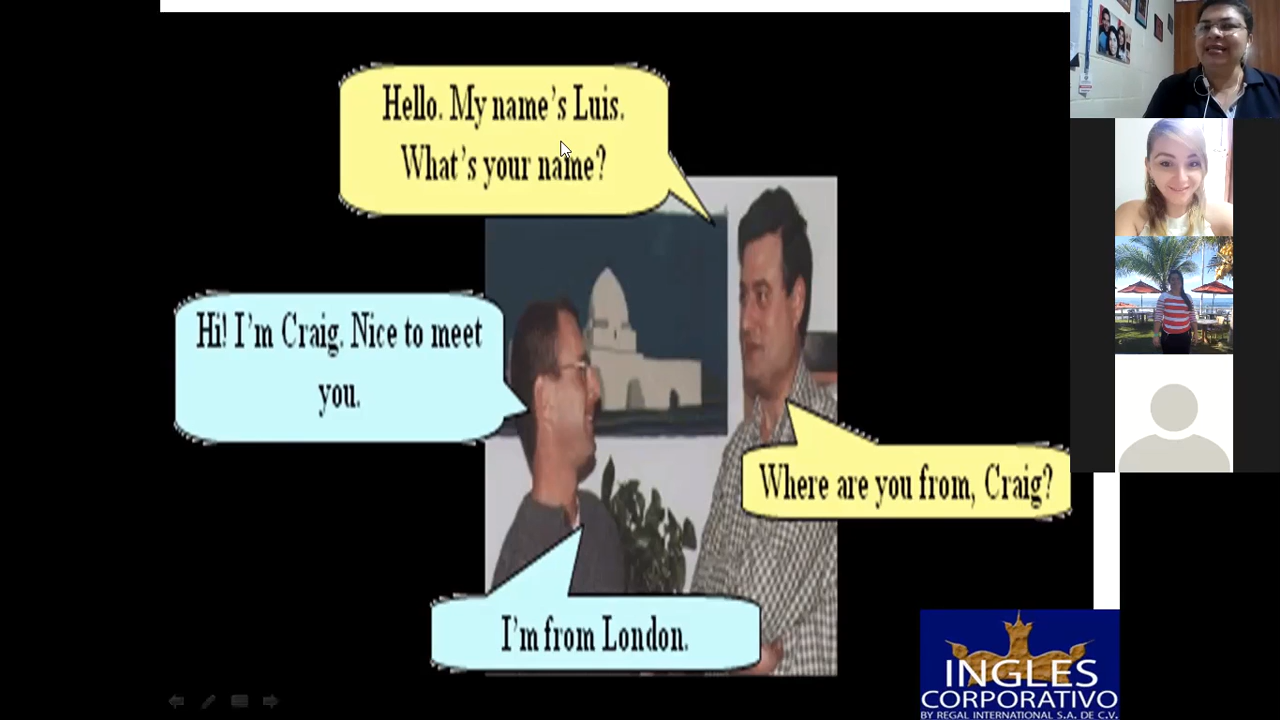 Hello. My name's Luis.
What's your name?
Hi! I'm Craig. Nice to meet
you.
Where are you from, Craig?
I'm from London.
INGLES
CORPORATIVO
BY REGAL INTERNATIONAL S.A. DE C.V.